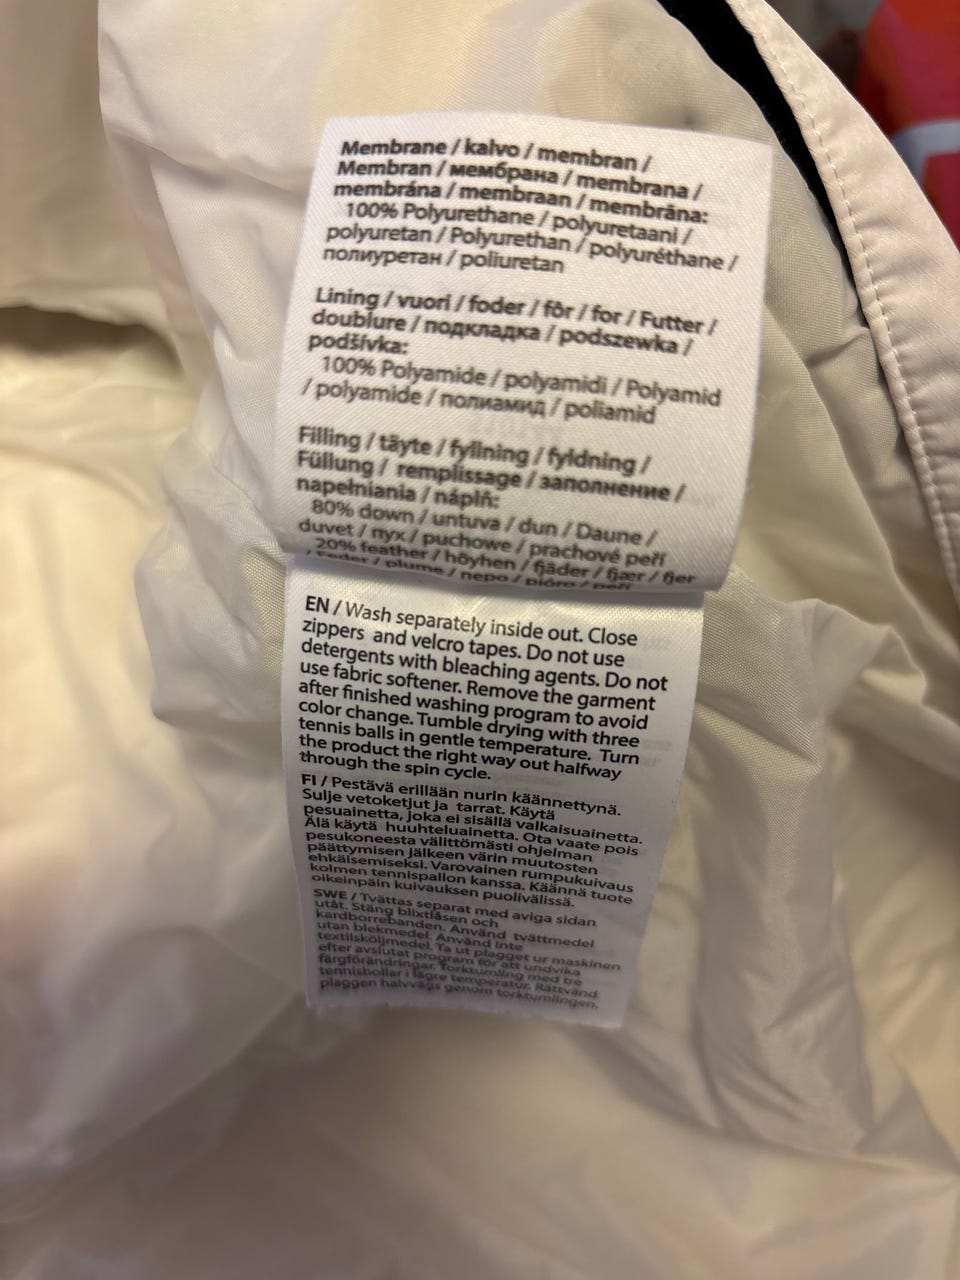 Membrane / kalvo / membran /
Membran / мембрана / membrana /
membrána / membraan / membrâna:
100% Polyurethane / polyuretaani /
polyuretan / Polyurethan / polyuréthane /
полиуретан / poliuretan
Lining / vuori / foder / fôr / for / Futter /
doublure / подкладка / podszewka /
podšívka:
100% Polyamide / polyamidi / Polyamid
/ polyamide / полиамид / poliamid
Filling / täyte / fyllning / fyldning /
Füllung / remplissage / заполнение /
napełniania / náplň:
80% down / untuva / dun / Daune /
duvet / пух / puchowe / prachové peří
20% feather / höyhen / fjäder / fjær / fjer
/ Feder / plume / перо / pióro / peří
EN / Wash separately inside out. Close
zippers and velcro tapes. Do not use
detergents with bleaching agents. Do not
use fabric softener. Remove the garment
after finished washing program to avoid
color change. Tumble drying with three
tennis balls in gentle temperature. Turn
the product the right way out halfway
through the spin cycle.
FI / Pestävä erillään nurin käännettynä.
Sulje vetoketjut ja tarrat. Käytä
pesuainetta, joka ei sisällä valkaisuainetta.
Älä käytä huuhteluainetta. Ota vaate pois
pesukoneesta välittömästi ohjelman
päättymisen jälkeen värin muutosten
ehkäisemiseksi. Varovainen rumpukuivaus
kolmen tennispallon kanssa. Käännä tuote
oikeinpäin kuivauksen puolivälissä.
SWE / Tvättas separat med aviga sidan
utåt. Stäng blixtlåsen och
kardborrebanden. Använd tvättmedel
utan blekmedel. Använd inte
textilsköljmedel. Ta ut plagget ur maskinen
efter avslutat program för att undvika
färgförändringar. Torktumling med tre
tennisbollar i lägre temperatur. Rättvänd
plaggen halvvägs genom torktumlingen.